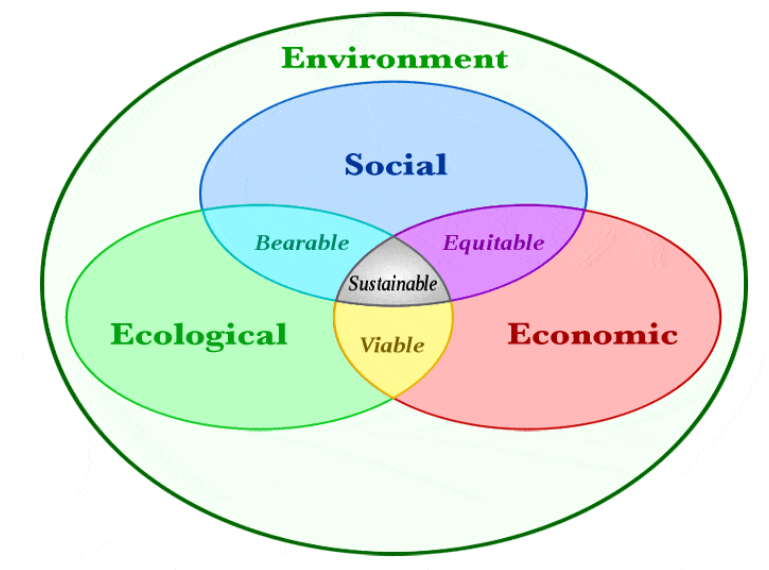 Environment
Social
Bearable
Equitable
Sustainable
Ecological
Economic
Viable